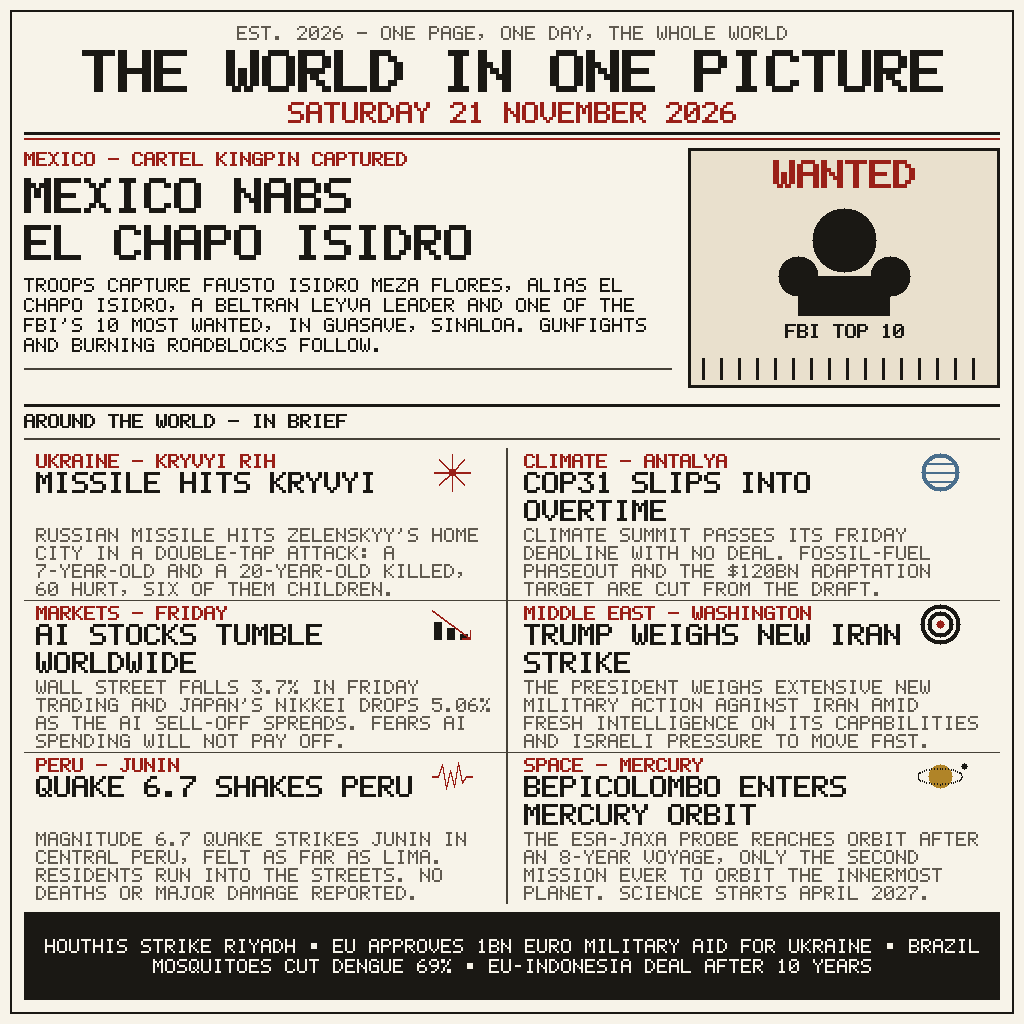 EST. 2026 – ONE PAGE, ONE DAY, THE WHOLE WORLD
THE WORLD IN ONE PICTURE
SATURDAY 21 NOVEMBER 2026
MEXICO – CARTEL KINGPIN CAPTURED
MEXICO NABS
EL CHAPO ISIDRO
TROOPS CAPTURE FAUSTO ISIDRO MEZA FLORES, ALIAS EL
CHAPO ISIDRO, A BELTRAN LEYVA LEADER AND ONE OF THE
FBI'S 10 MOST WANTED, IN GUASAVE, SINALOA. GUNFIGHTS
AND BURNING ROADBLOCKS FOLLOW.
WANTED
FBI TOP 10
AROUND THE WORLD – IN BRIEF
UKRAINE – KRYVYI RIH
MISSILE HITS KRYVYI
RUSSIAN MISSILE HITS ZELENSKYY'S HOME
CITY IN A DOUBLE-TAP ATTACK: A
7-YEAR-OLD AND A 20-YEAR-OLD KILLED,
60 HURT, SIX OF THEM CHILDREN.
CLIMATE – ANTALYA
COP31 SLIPS INTO
OVERTIME
CLIMATE SUMMIT PASSES ITS FRIDAY
DEADLINE WITH NO DEAL. FOSSIL-FUEL
PHASEOUT AND THE $120BN ADAPTATION
TARGET ARE CUT FROM THE DRAFT.
MARKETS – FRIDAY
AI STOCKS TUMBLE
WORLDWIDE
WALL STREET FALLS 3.7% IN FRIDAY
TRADING AND JAPAN'S NIKKEI DROPS 5.06%
AS THE AI SELL-OFF SPREADS. FEARS AI
SPENDING WILL NOT PAY OFF.
MIDDLE EAST – WASHINGTON
TRUMP WEIGHS NEW IRAN
STRIKE
THE PRESIDENT WEIGHS EXTENSIVE NEW
MILITARY ACTION AGAINST IRAN AMID
FRESH INTELLIGENCE ON ITS CAPABILITIES
AND ISRAELI PRESSURE TO MOVE FAST.
PERU – JUNIN
QUAKE 6.7 SHAKES PERU
MAGNITUDE 6.7 QUAKE STRIKES JUNIN IN
CENTRAL PERU, FELT AS FAR AS LIMA.
RESIDENTS RUN INTO THE STREETS. NO
DEATHS OR MAJOR DAMAGE REPORTED.
SPACE – MERCURY
BEPICOLOMBO ENTERS
MERCURY ORBIT
THE ESA-JAXA PROBE REACHES ORBIT AFTER
AN 8-YEAR VOYAGE, ONLY THE SECOND
MISSION EVER TO ORBIT THE INNERMOST
PLANET. SCIENCE STARTS APRIL 2027.
HOUTHIS STRIKE RIYADH ▪ EU APPROVES 1BN EURO MILITARY AID FOR UKRAINE ▪ BRAZIL
MOSQUITOES CUT DENGUE 69% ▪ EU-INDONESIA DEAL AFTER 10 YEARS